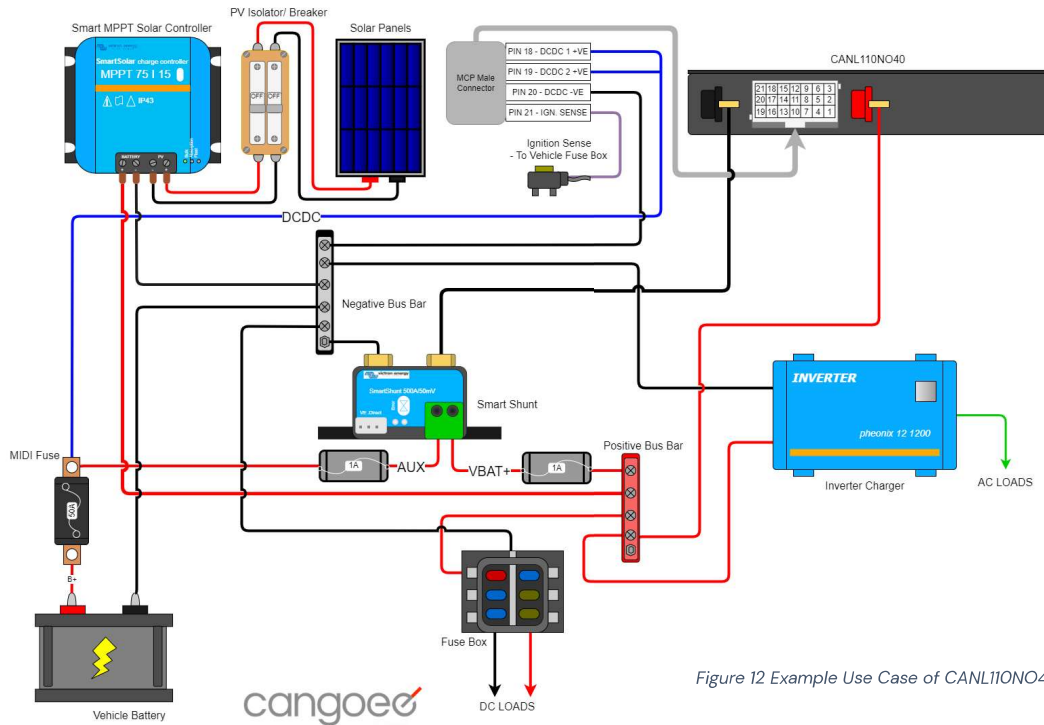 Smart MPPT Solar Controller
PV Isolator/ Breaker
Solar Panels
SmartSolar charge controller
MPPT 75 I 15
IP43
BATTERY
PV
OFF
OFF
MCP Male
Connector
PIN 18 - DCDC 1 +VE
PIN 19 - DCDC 2 +VE
PIN 20 - DCDC -VE
PIN 21 - IGN. SENSE
Ignition Sense
- To Vehicle Fuse Box
CANL110NO40
21 18 15 12 9 6 3
20 17 14 11 8 5 2
19 16 13 10 7 4 1
DCDC
Negative Bus Bar
victron energy
SmartShunt 500A/50mV
VE .Direct
Smart Shunt
INVERTER
pheonix 12 1200
Inverter Charger
AC LOADS
MIDI Fuse
50A
B+
1A
AUX
VBAT+
1A
Positive Bus Bar
Fuse Box
DC LOADS
Vehicle Battery
cangoee
Figure 12 Example Use Case of CANL110NO4